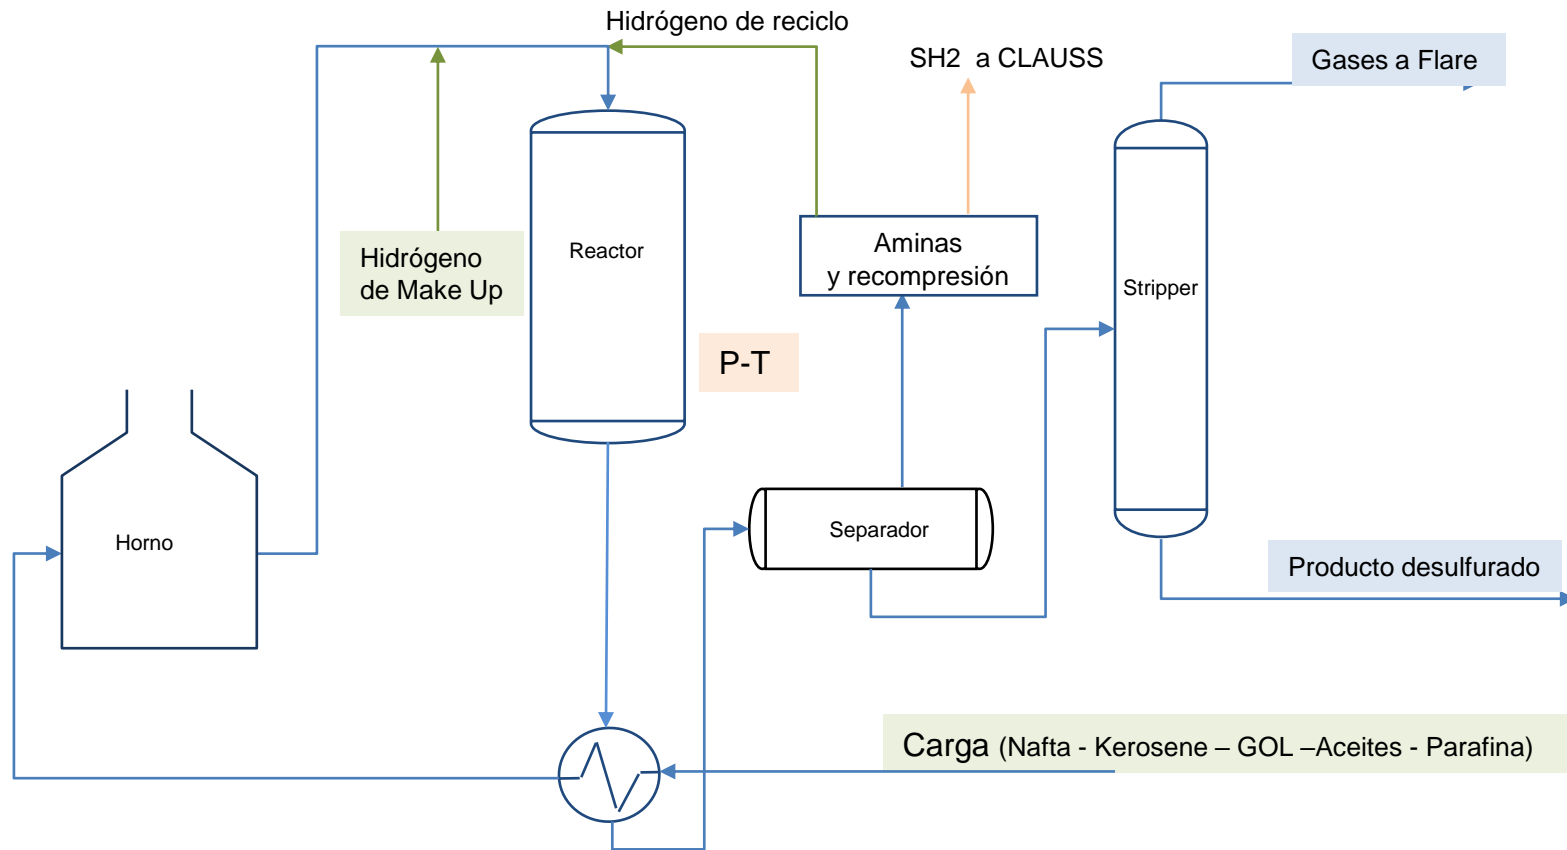 Hidrógeno de reciclo
SH2 a CLAUSS
Gases a Flare
Hidrógeno
de Make Up
Reactor
Aminas
y recompresión
Stripper
P-T
Horno
Separador
Producto desulfurado
Carga (Nafta - Kerosene – GOL –Aceites - Parafina)